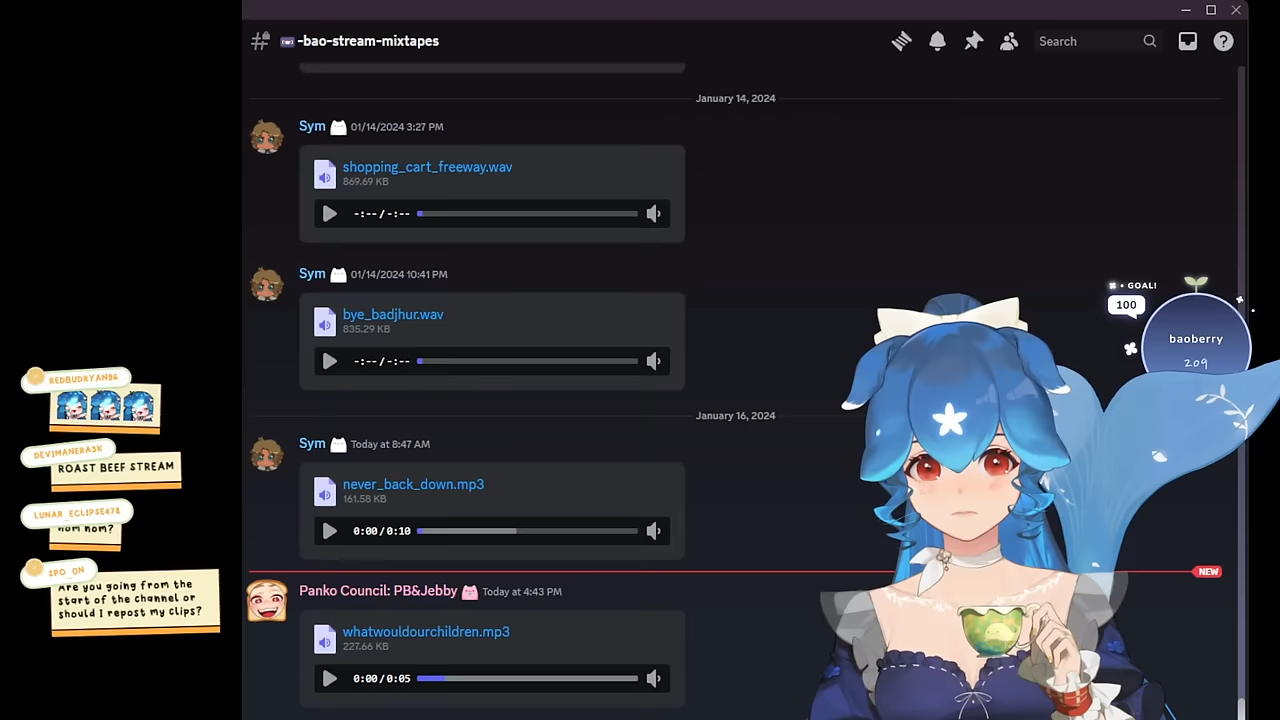 -bao-stream-mixtapes
Search
January 14, 2024
Sym 01/14/2024 3:27 PM
shopping_cart_freeway.wav
869.69 KB
-:--/-:--
Sym 01/14/2024 10:41 PM
bye_badjhur.wav
835.29 KB
-:--/-:--
January 16, 2024
Sym Today at 8:47 AM
never_back_down.mp3
161.58 KB
0:00/0:10
NEW
Panko Council: PB&Jebby Today at 4:43 PM
whatwouldourchildren.mp3
227.66 KB
0:00/0:05
REDBUDRYAN96
DEV1MANERA3K
ROAST BEEF STREAM
LUNAR_ECLIPSE478
nom nom?
SPO_ON
Are you going from the
start of the channel or
should I repost my clips?
• GOAL!
100
baoberry
209